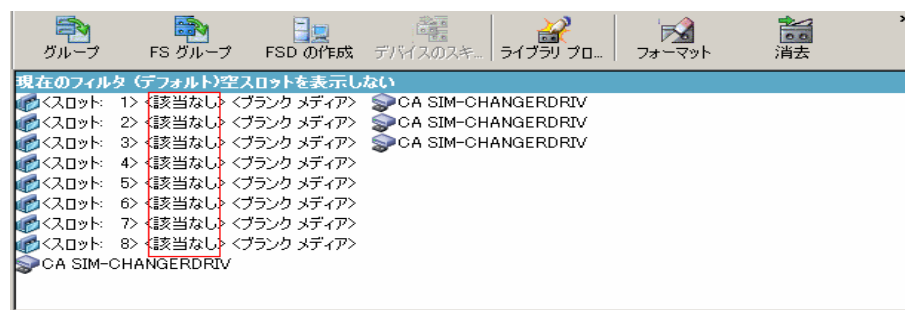 グループ FS グループ FSD の作成 デバイスのスキ... ライブラリ プロ... フォーマット 消去
現在のフィルタ (デフォルト)空スロットを表示しない
<スロット: 1> <該当なし> <ブランク メディア> CA SIM-CHANGERDRIV
<スロット: 2> <該当なし> <ブランク メディア> CA SIM-CHANGERDRIV
<スロット: 3> <該当なし> <ブランク メディア> CA SIM-CHANGERDRIV
<スロット: 4> <該当なし> <ブランク メディア>
<スロット: 5> <該当なし> <ブランク メディア>
<スロット: 6> <該当なし> <ブランク メディア>
<スロット: 7> <該当なし> <ブランク メディア>
<スロット: 8> <該当なし> <ブランク メディア>
CA SIM-CHANGERDRIV